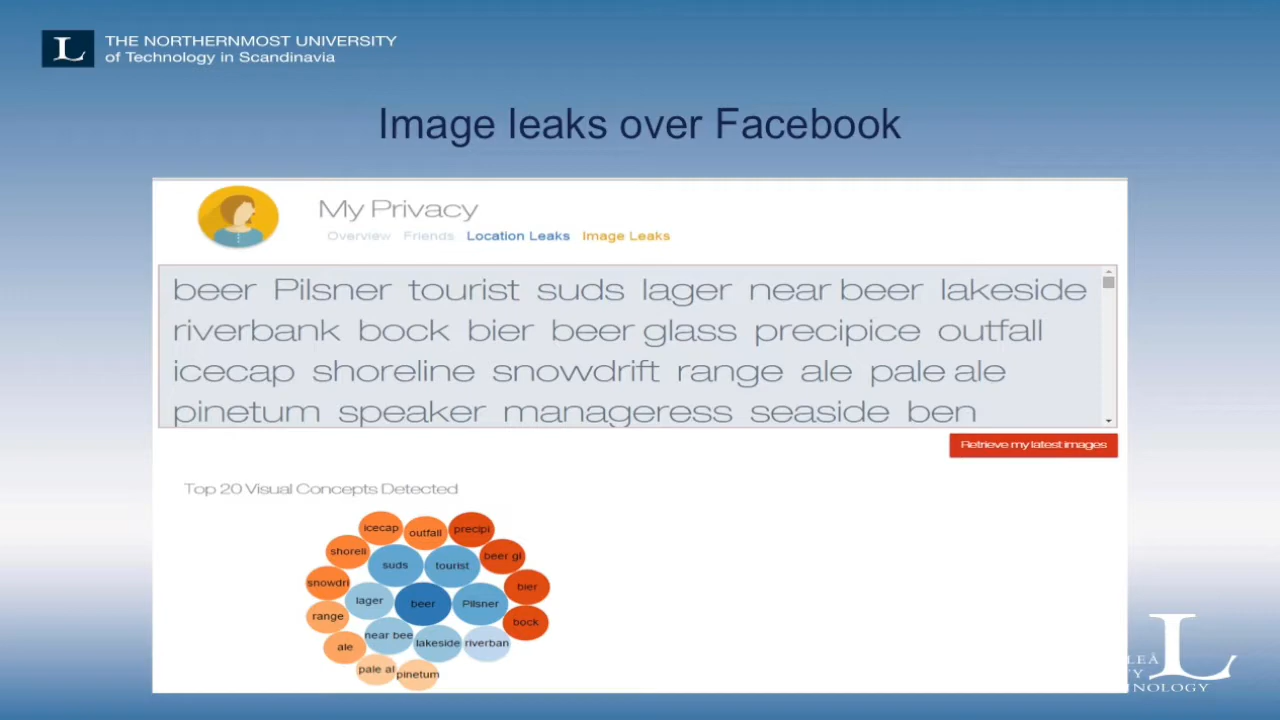 L
THE NORTHERNMOST UNIVERSITY
of Technology in Scandinavia
Image leaks over Facebook
My Privacy
Overview Friends Location Leaks Image Leaks
beer Pilsner tourist suds lager near beer lakeside
riverbank bock bier beer glass precipice outfall
icecap shoreline snowdrift range ale pale ale
pinetum speaker manageress seaside ben
Retrieve my latest images
Top 20 Visual Concepts Detected
icecap
outfall
precipi
shoreli
beer gl
suds
tourist
snowdri
bier
lager
beer
Pilsner
range
bock
near bee
lakeside
riverban
ale
pale al
pinetum
L
LEÅ
TY
HNOLOGY